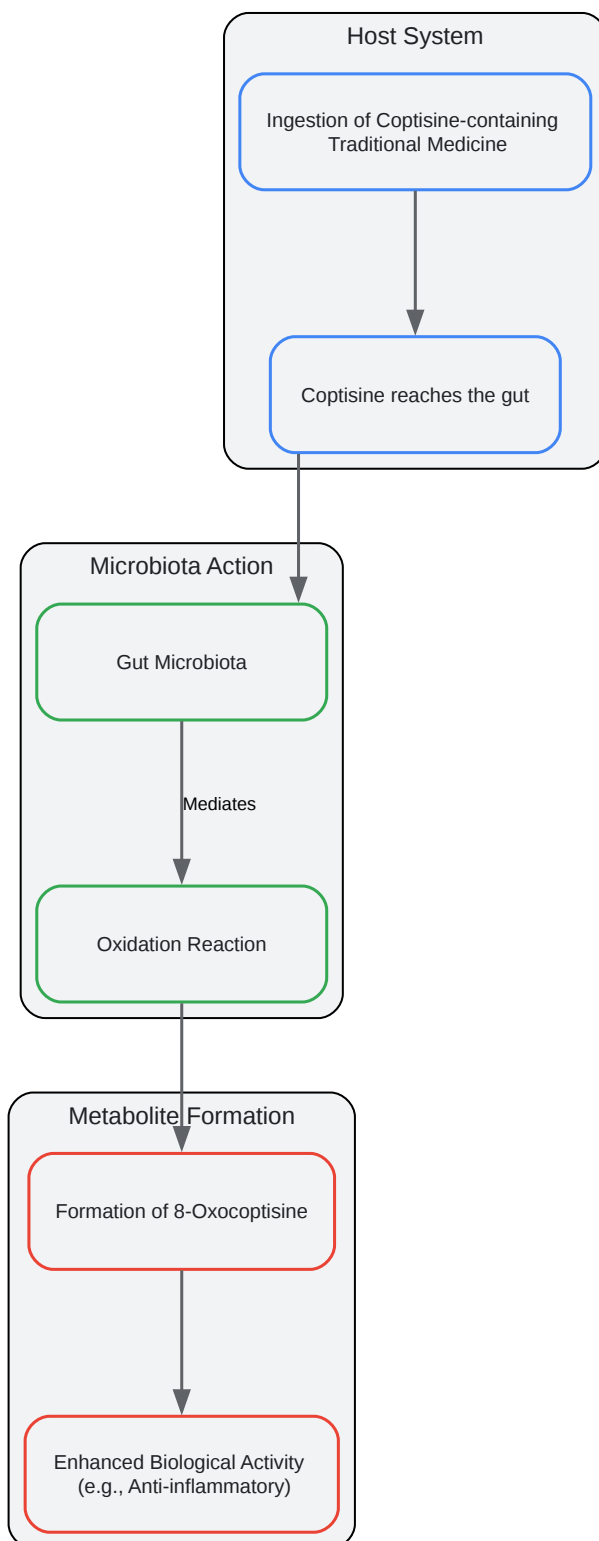 Host System
Ingestion of Coptisine-containing
Traditional Medicine
Coptisine reaches the gut
Microbiota Action
Gut Microbiota
Mediates
Oxidation Reaction
Metabolite Formation
Formation of 8-Oxocoptisine
Enhanced Biological Activity
(e.g., Anti-inflammatory)